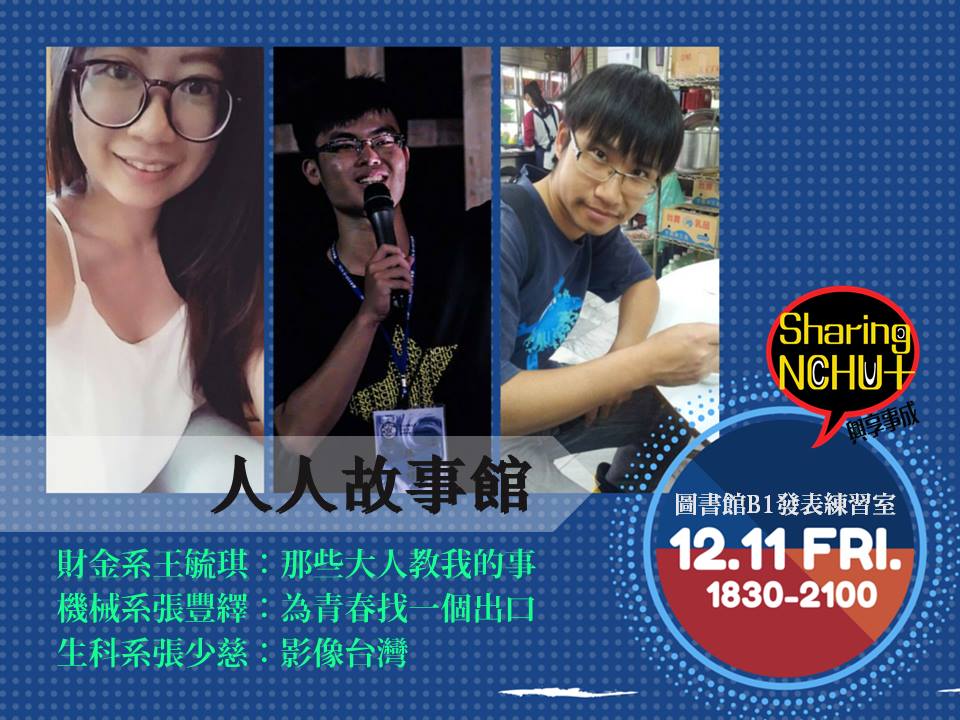 Sharing
NCHU+
興享事成
人人故事館
圖書館B1發表練習室
12.11 FRI.
1830-2100
財金系王毓琪：那些大人教我的事
機械系張豐繹：為青春找一個出口
生科系張少慈：影像台灣